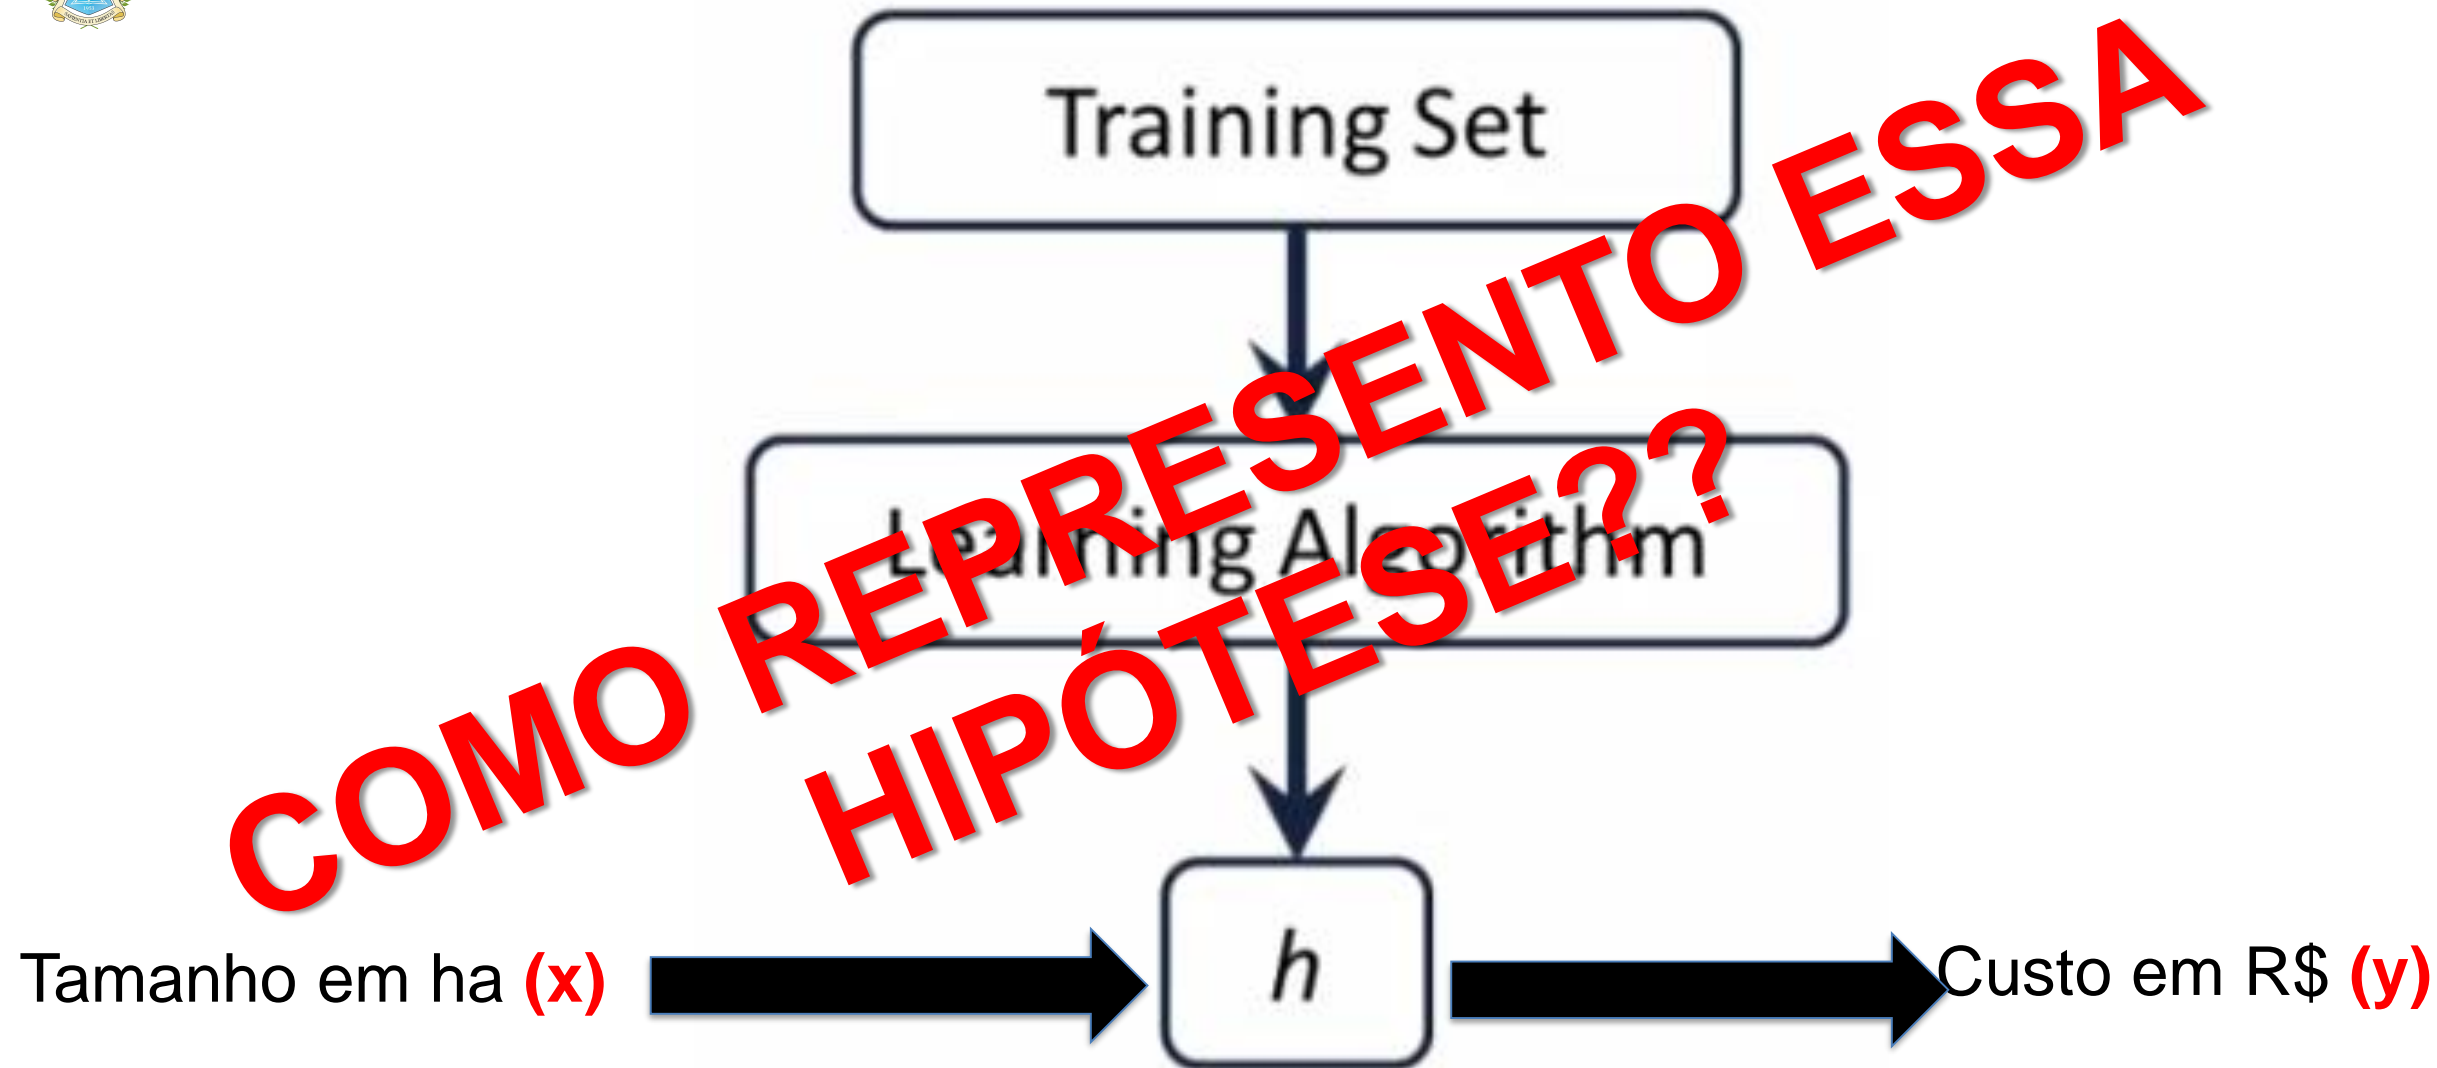 Training Set
COMO REPRESENTO ESSA
HIPÓTESE??
Learning Algorithm
h
Tamanho em ha (x)
Custo em R$ (y)